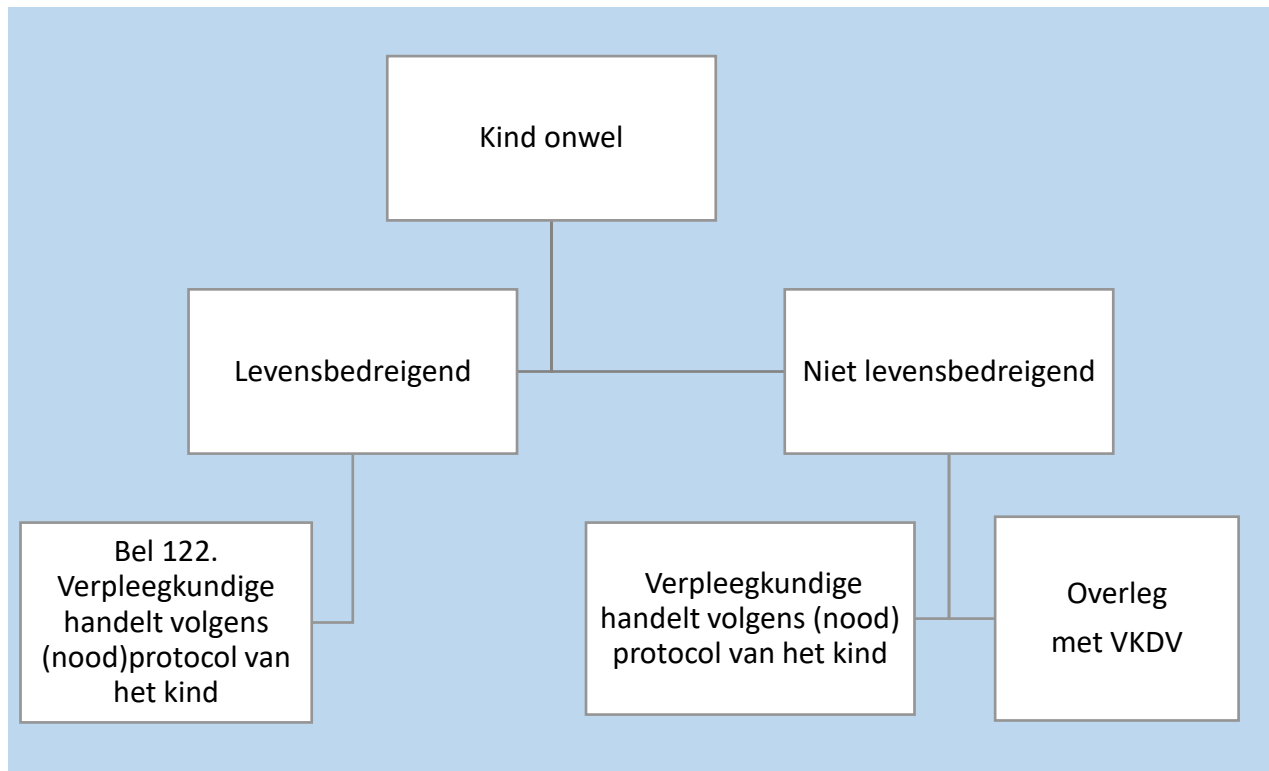 Kind onwel
Levensbedreigend
Niet levensbedreigend
Bel 122.
Verpleegkundige
handelt volgens
(nood)protocol van
het kind
Verpleegkundige
handelt volgens (nood)
protocol van het kind
Overleg
met VKDV